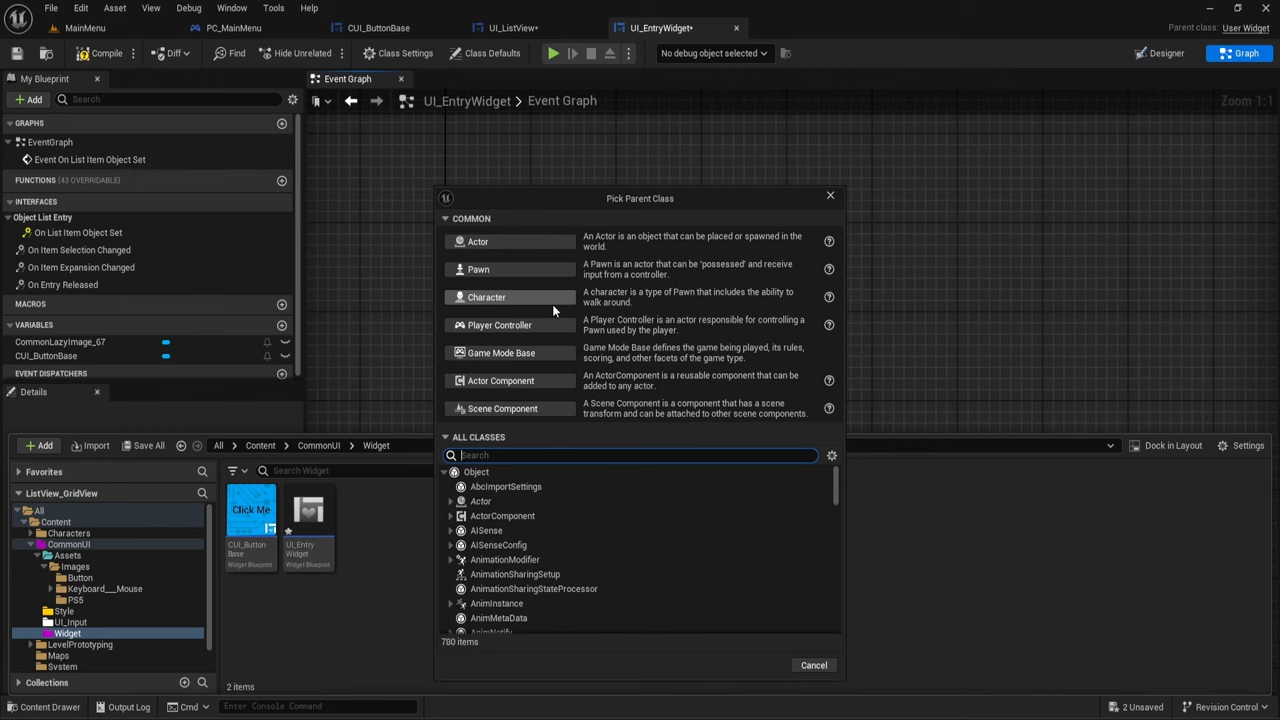 File Edit Asset View Debug Window Tools Help
MainMenu PC_MainMenu CUI_ButtonBase UI_ListView* UI_EntryWidget* Parent class: User Widget
Compile Diff Find Hide Unrelated Class Settings Class Defaults No debug object selected Designer Graph
My Blueprint Event Graph
Add Search UI_EntryWidget > Event Graph Zoom 1:1
GRAPHS
EventGraph
Event On List Item Object Set
FUNCTIONS (43 OVERRIDABLE)
INTERFACES
Object List Entry
On List Item Object Set
On Item Selection Changed
On Item Expansion Changed
On Entry Released
MACROS
VARIABLES
CommonLazyImage_67
CUI_ButtonBase
EVENT DISPATCHERS
Details
Pick Parent Class
COMMON
Actor An Actor is an object that can be placed or spawned in the
world.
Pawn A Pawn is an actor that can be 'possessed' and receive
input from a controller.
Character A character is a type of Pawn that includes the ability to
walk around.
Player Controller A Player Controller is an actor responsible for controlling a
Pawn used by the player.
Game Mode Base Game Mode Base defines the game being played, its rules,
scoring, and other facets of the game type.
Actor Component An ActorComponent is a reusable component that can be
added to any actor.
Scene Component A Scene Component is a component that has a scene
transform and can be attached to other scene components.
ALL CLASSES
Search
Object
AbcImportSettings
Actor
ActorComponent
AISense
AISenseConfig
AnimationModifier
AnimationSharingSetup
AnimationSharingStateProcessor
AnimInstance
AnimMetaData
AnimNotify
780 items
Cancel
Add Import Save All All > Content > CommonUI > Widget Dock in Layout Settings
Favorites Search Widget
ListView_GridView
All
Content
Characters
CommonUI
Assets
Images
Button
Keyboard___Mouse
PS5
Style
UI_Input
Widget
LevelPrototyping
Maps
System
Collections
Click Me
CUI_Button
Base
Widget Blueprint
UI_Entry
Widget
Widget Blueprint
2 items
Content Drawer Output Log Cmd Enter Console Command 2 Unsaved Revision Control